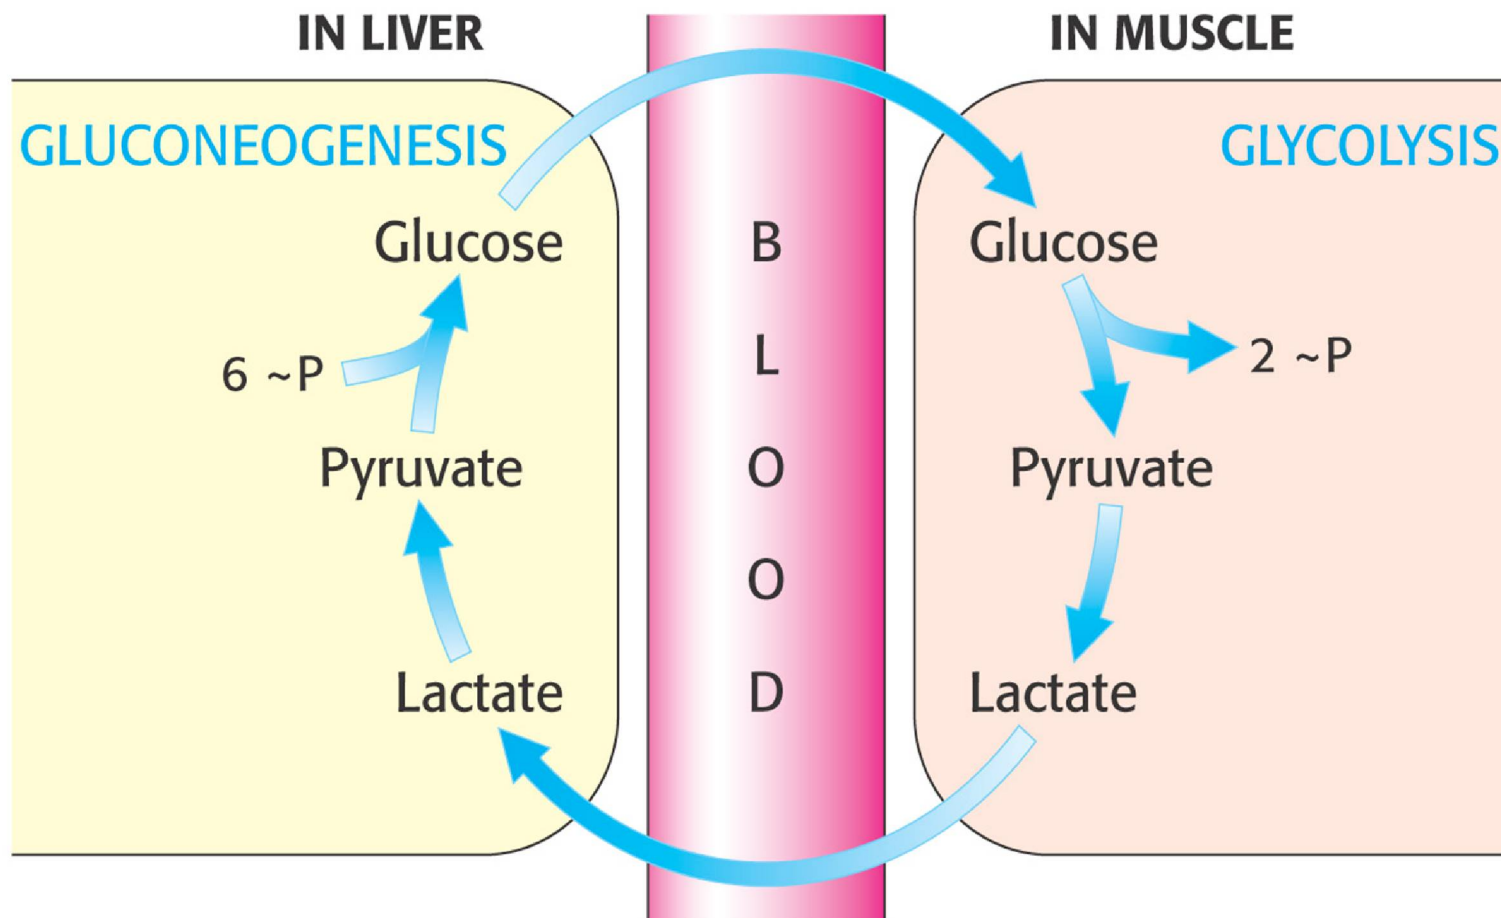 IN LIVER
IN MUSCLE
GLUCONEOGENESIS
GLYCOLYSIS
Glucose
B
Glucose
L
6 ~P
2 ~P
Pyruvate
O
Pyruvate
O
Lactate
D
Lactate